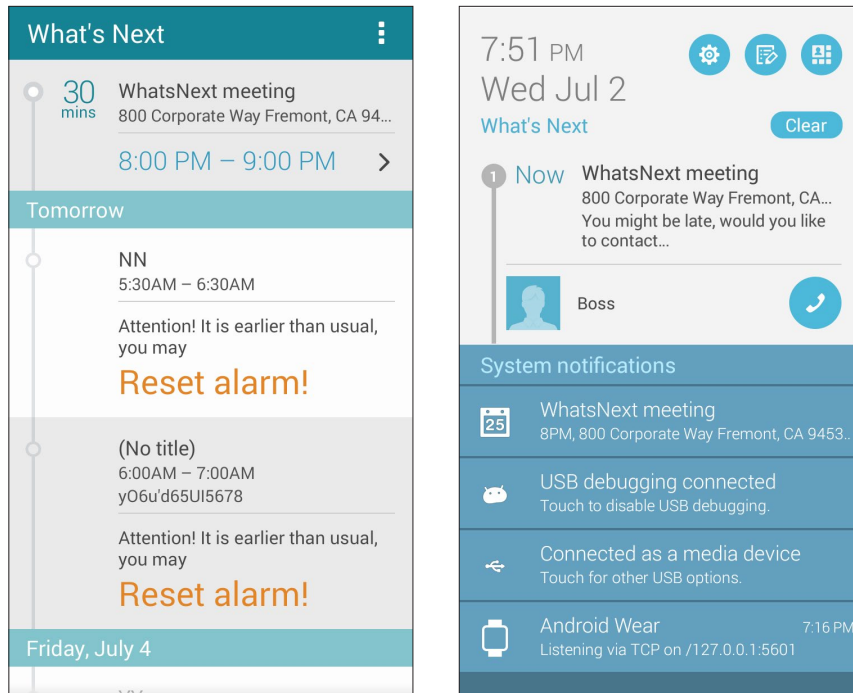 What's Next
30
mins
WhatsNext meeting
800 Corporate Way Fremont, CA 94...
8:00 PM – 9:00 PM
Tomorrow
NN
5:30AM – 6:30AM
Attention! It is earlier than usual,
you may
Reset alarm!
(No title)
6:00AM – 7:00AM
yO6u'd65UI5678
Attention! It is earlier than usual,
you may
Reset alarm!
Friday, July 4
7:51 PM
Wed Jul 2
What's Next
Clear
1
Now
WhatsNext meeting
800 Corporate Way Fremont, CA...
You might be late, would you like
to contact...
Boss
System notifications
25
WhatsNext meeting
8PM, 800 Corporate Way Fremont, CA 9453..
USB debugging connected
Touch to disable USB debugging.
Connected as a media device
Touch for other USB options.
Android Wear
7:16 PM
Listening via TCP on /127.0.0.1:5601